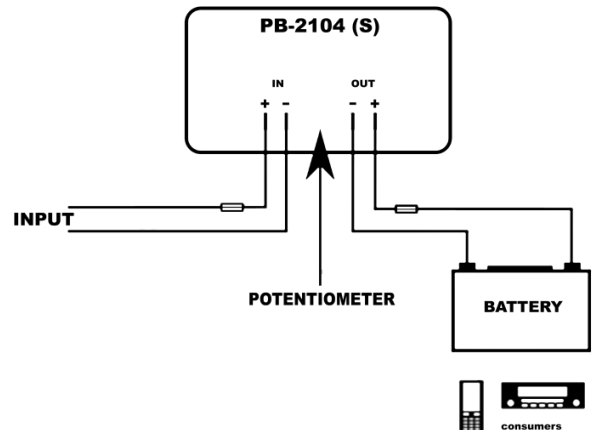 PB-2104 (S)
IN OUT
+ - - +
INPUT
POTENTIOMETER
BATTERY
consumers